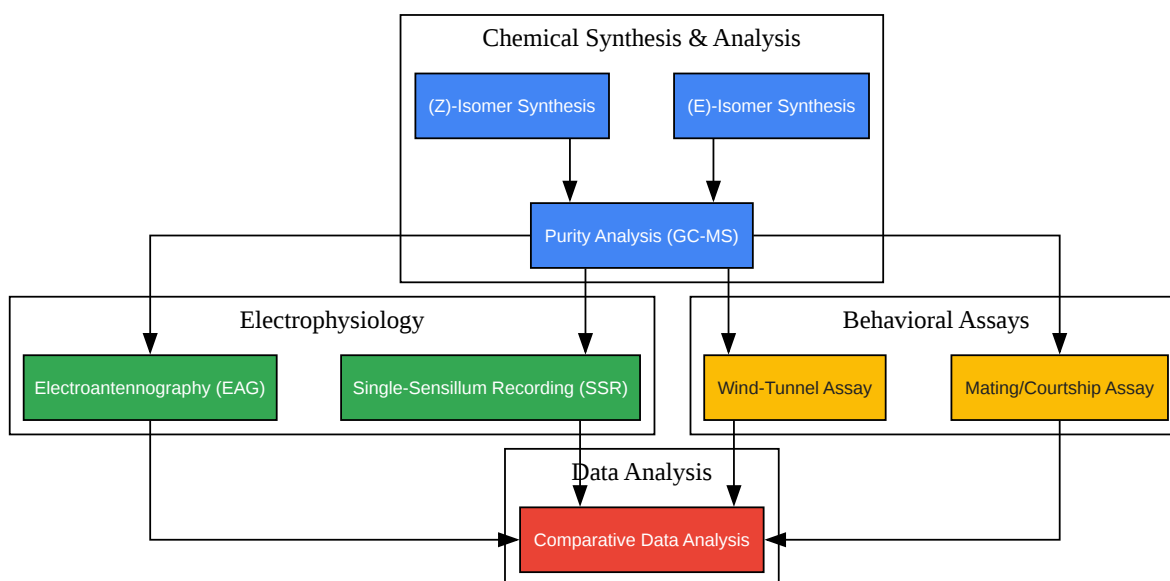 Chemical Synthesis & Analysis
(Z)-Isomer Synthesis
(E)-Isomer Synthesis
Purity Analysis (GC-MS)
Electrophysiology
Behavioral Assays
Electroantennography (EAG)
Single-Sensillum Recording (SSR)
Wind-Tunnel Assay
Mating/Courtship Assay
Data Analysis
Comparative Data Analysis